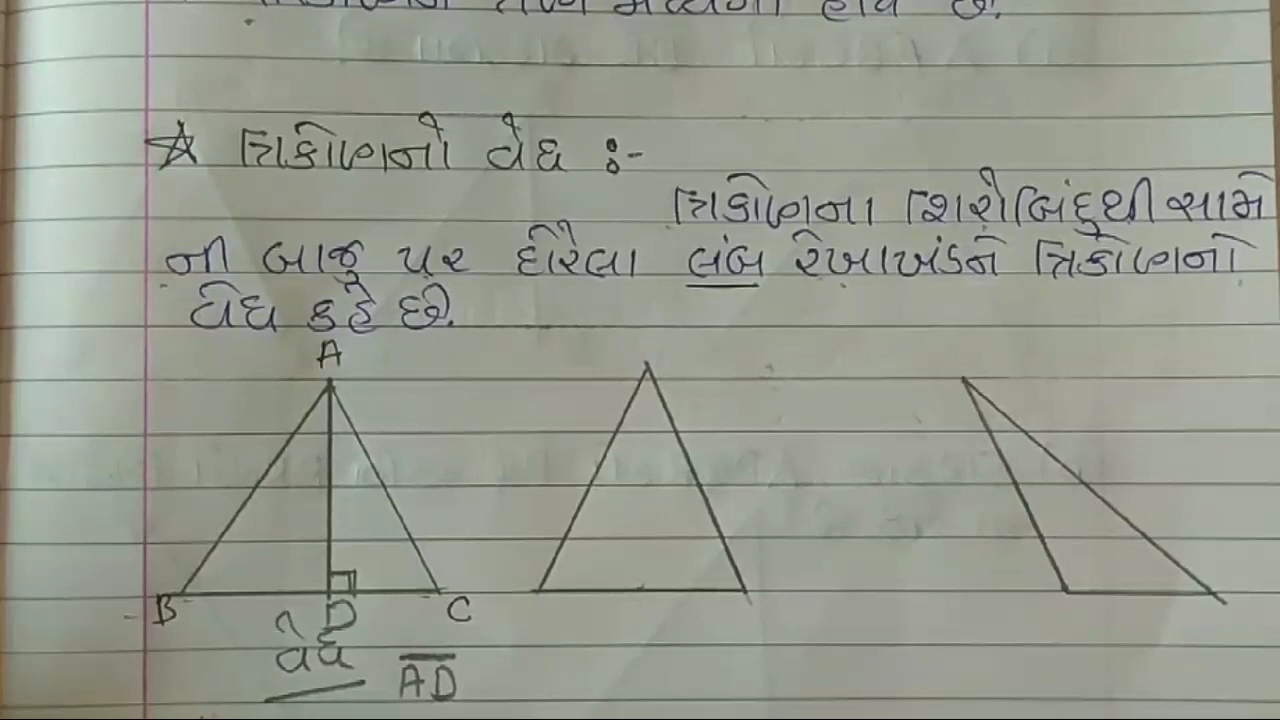 હોય છે.
☆ ત્રિકોણનો વેધ :-
ત્રિકોણના શિરોબિંદુથી સામે
ની બાજુ પર દોરેલા લંબ રેખાખંડને ત્રિકોણનો
વેધ કહે છે.
A
B D C
વેધ AD